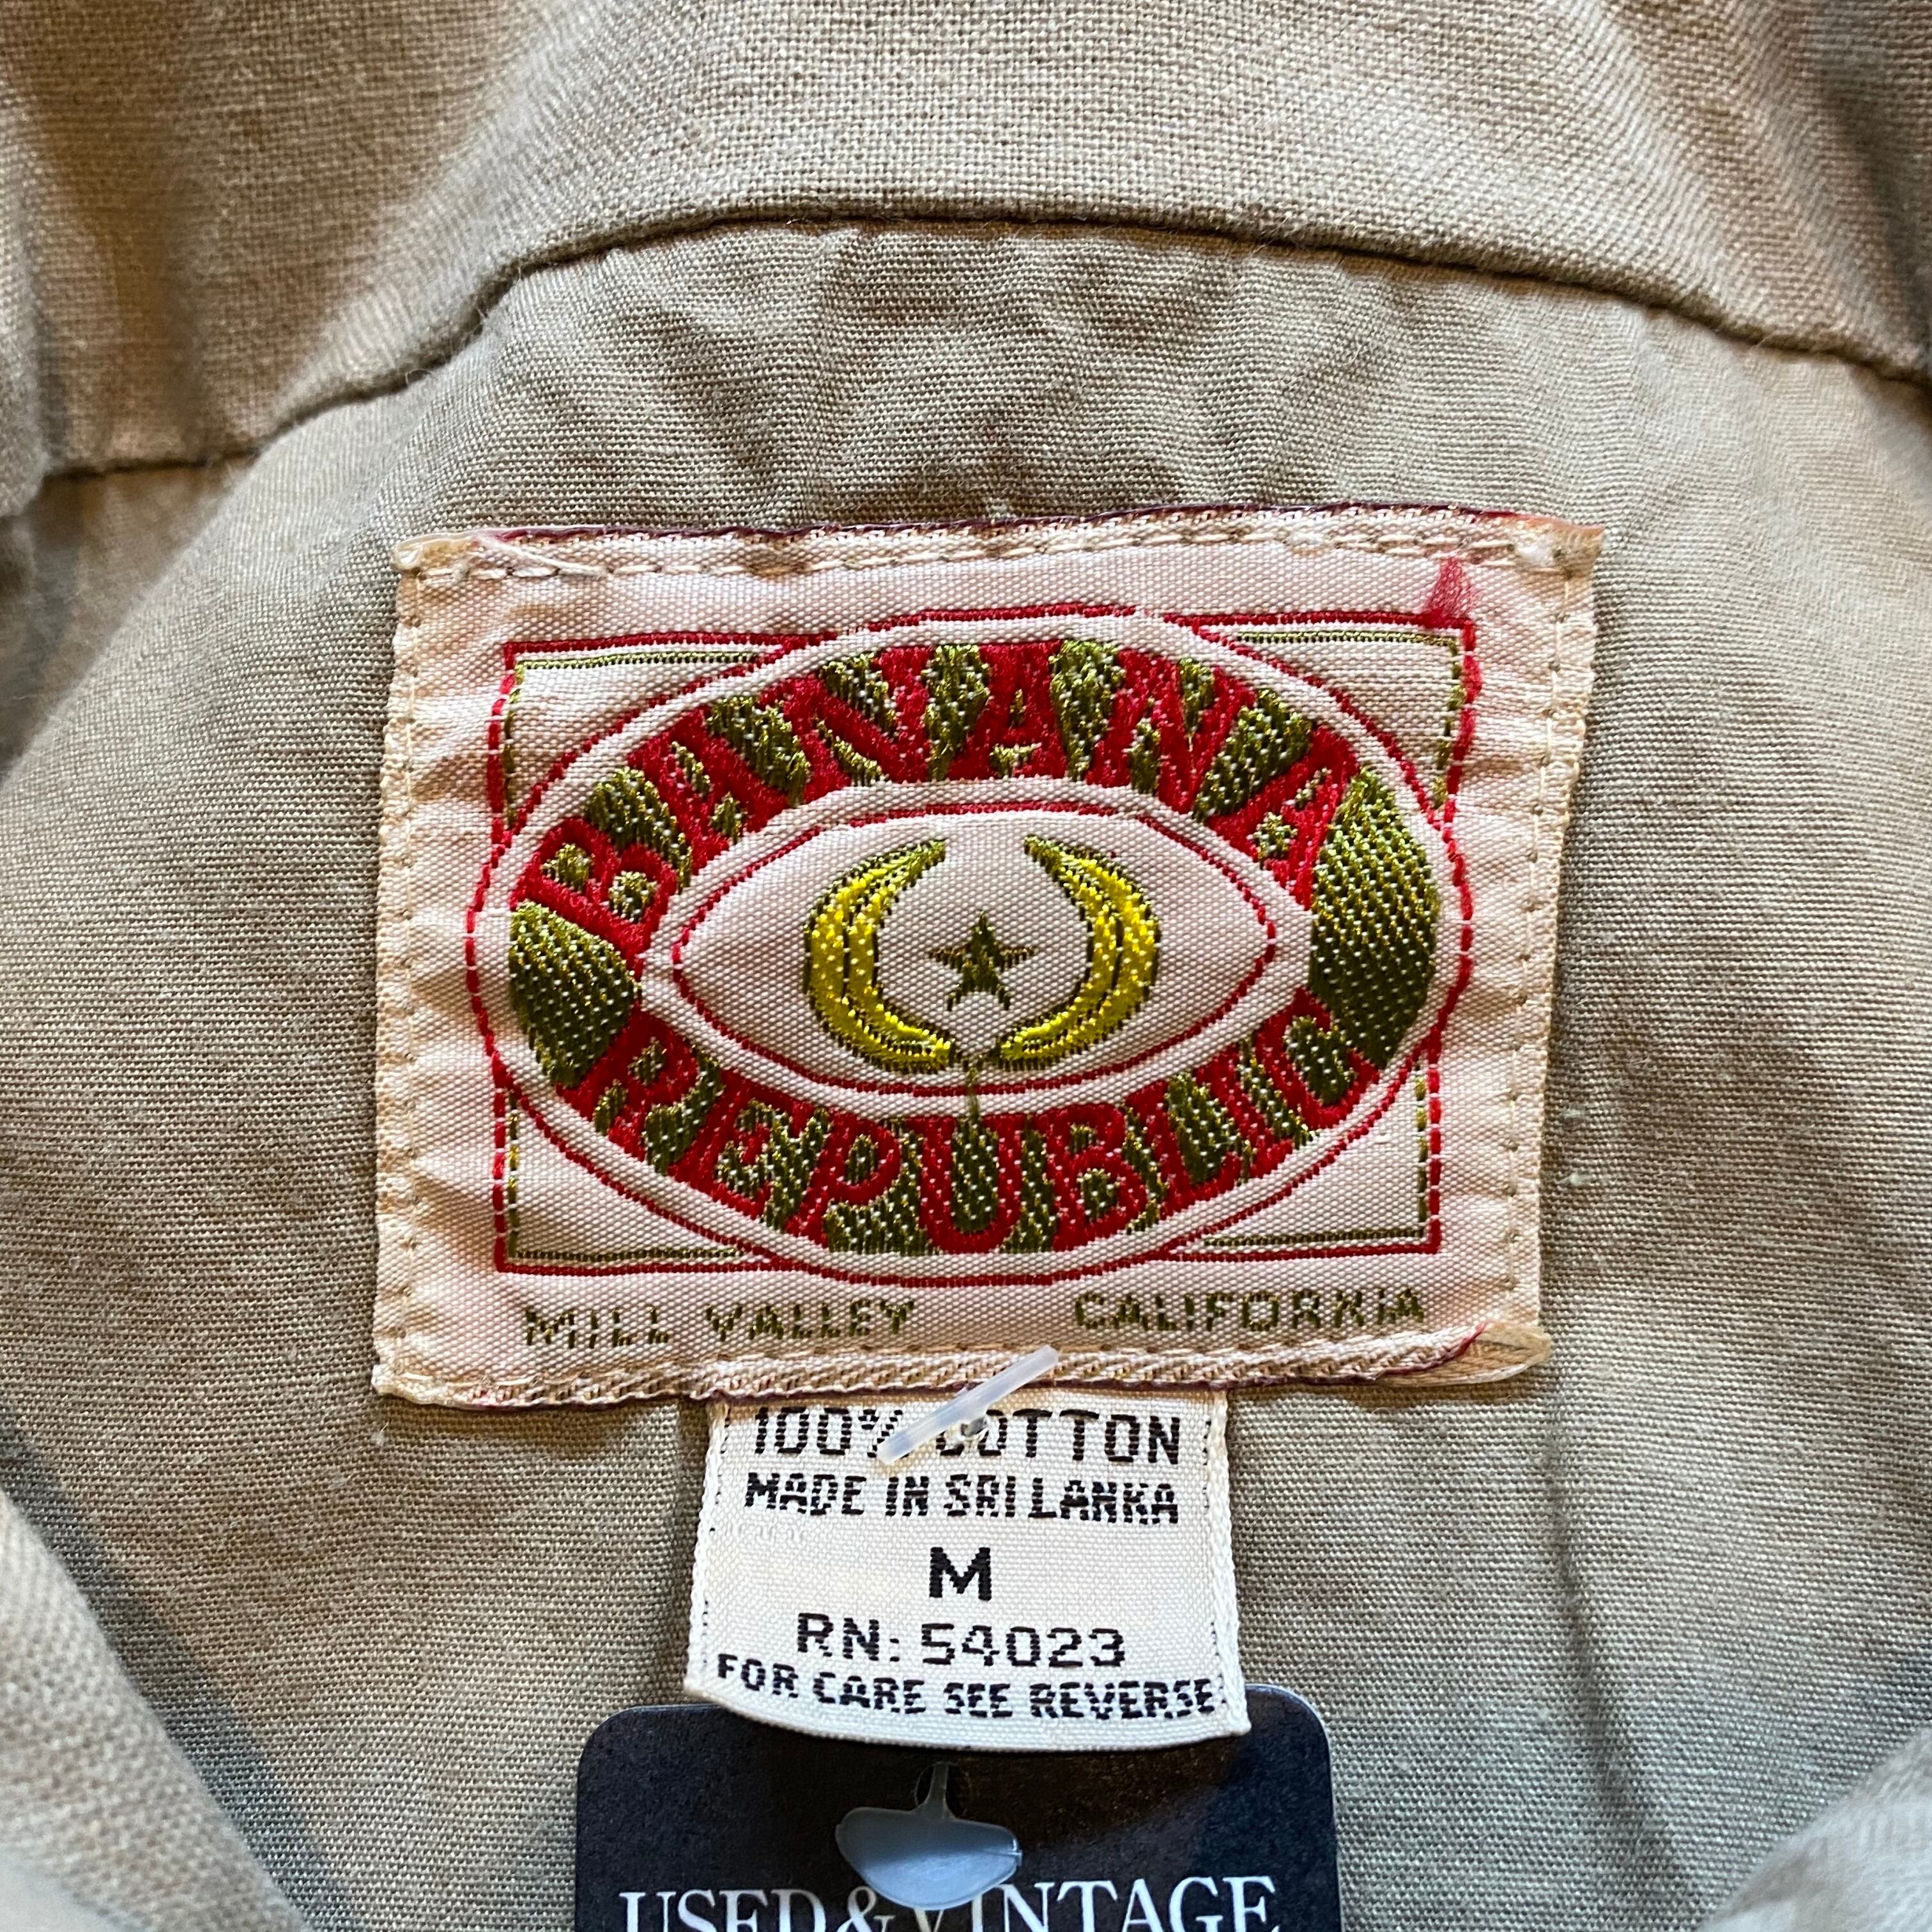 BANANA
REPUBLIC
MILL VALLEY CALIFORNIA
100% COTTON
MADE IN SRI LANKA
M
RN: 54023
FOR CARE SEE REVERSE
USED & VINTAGE